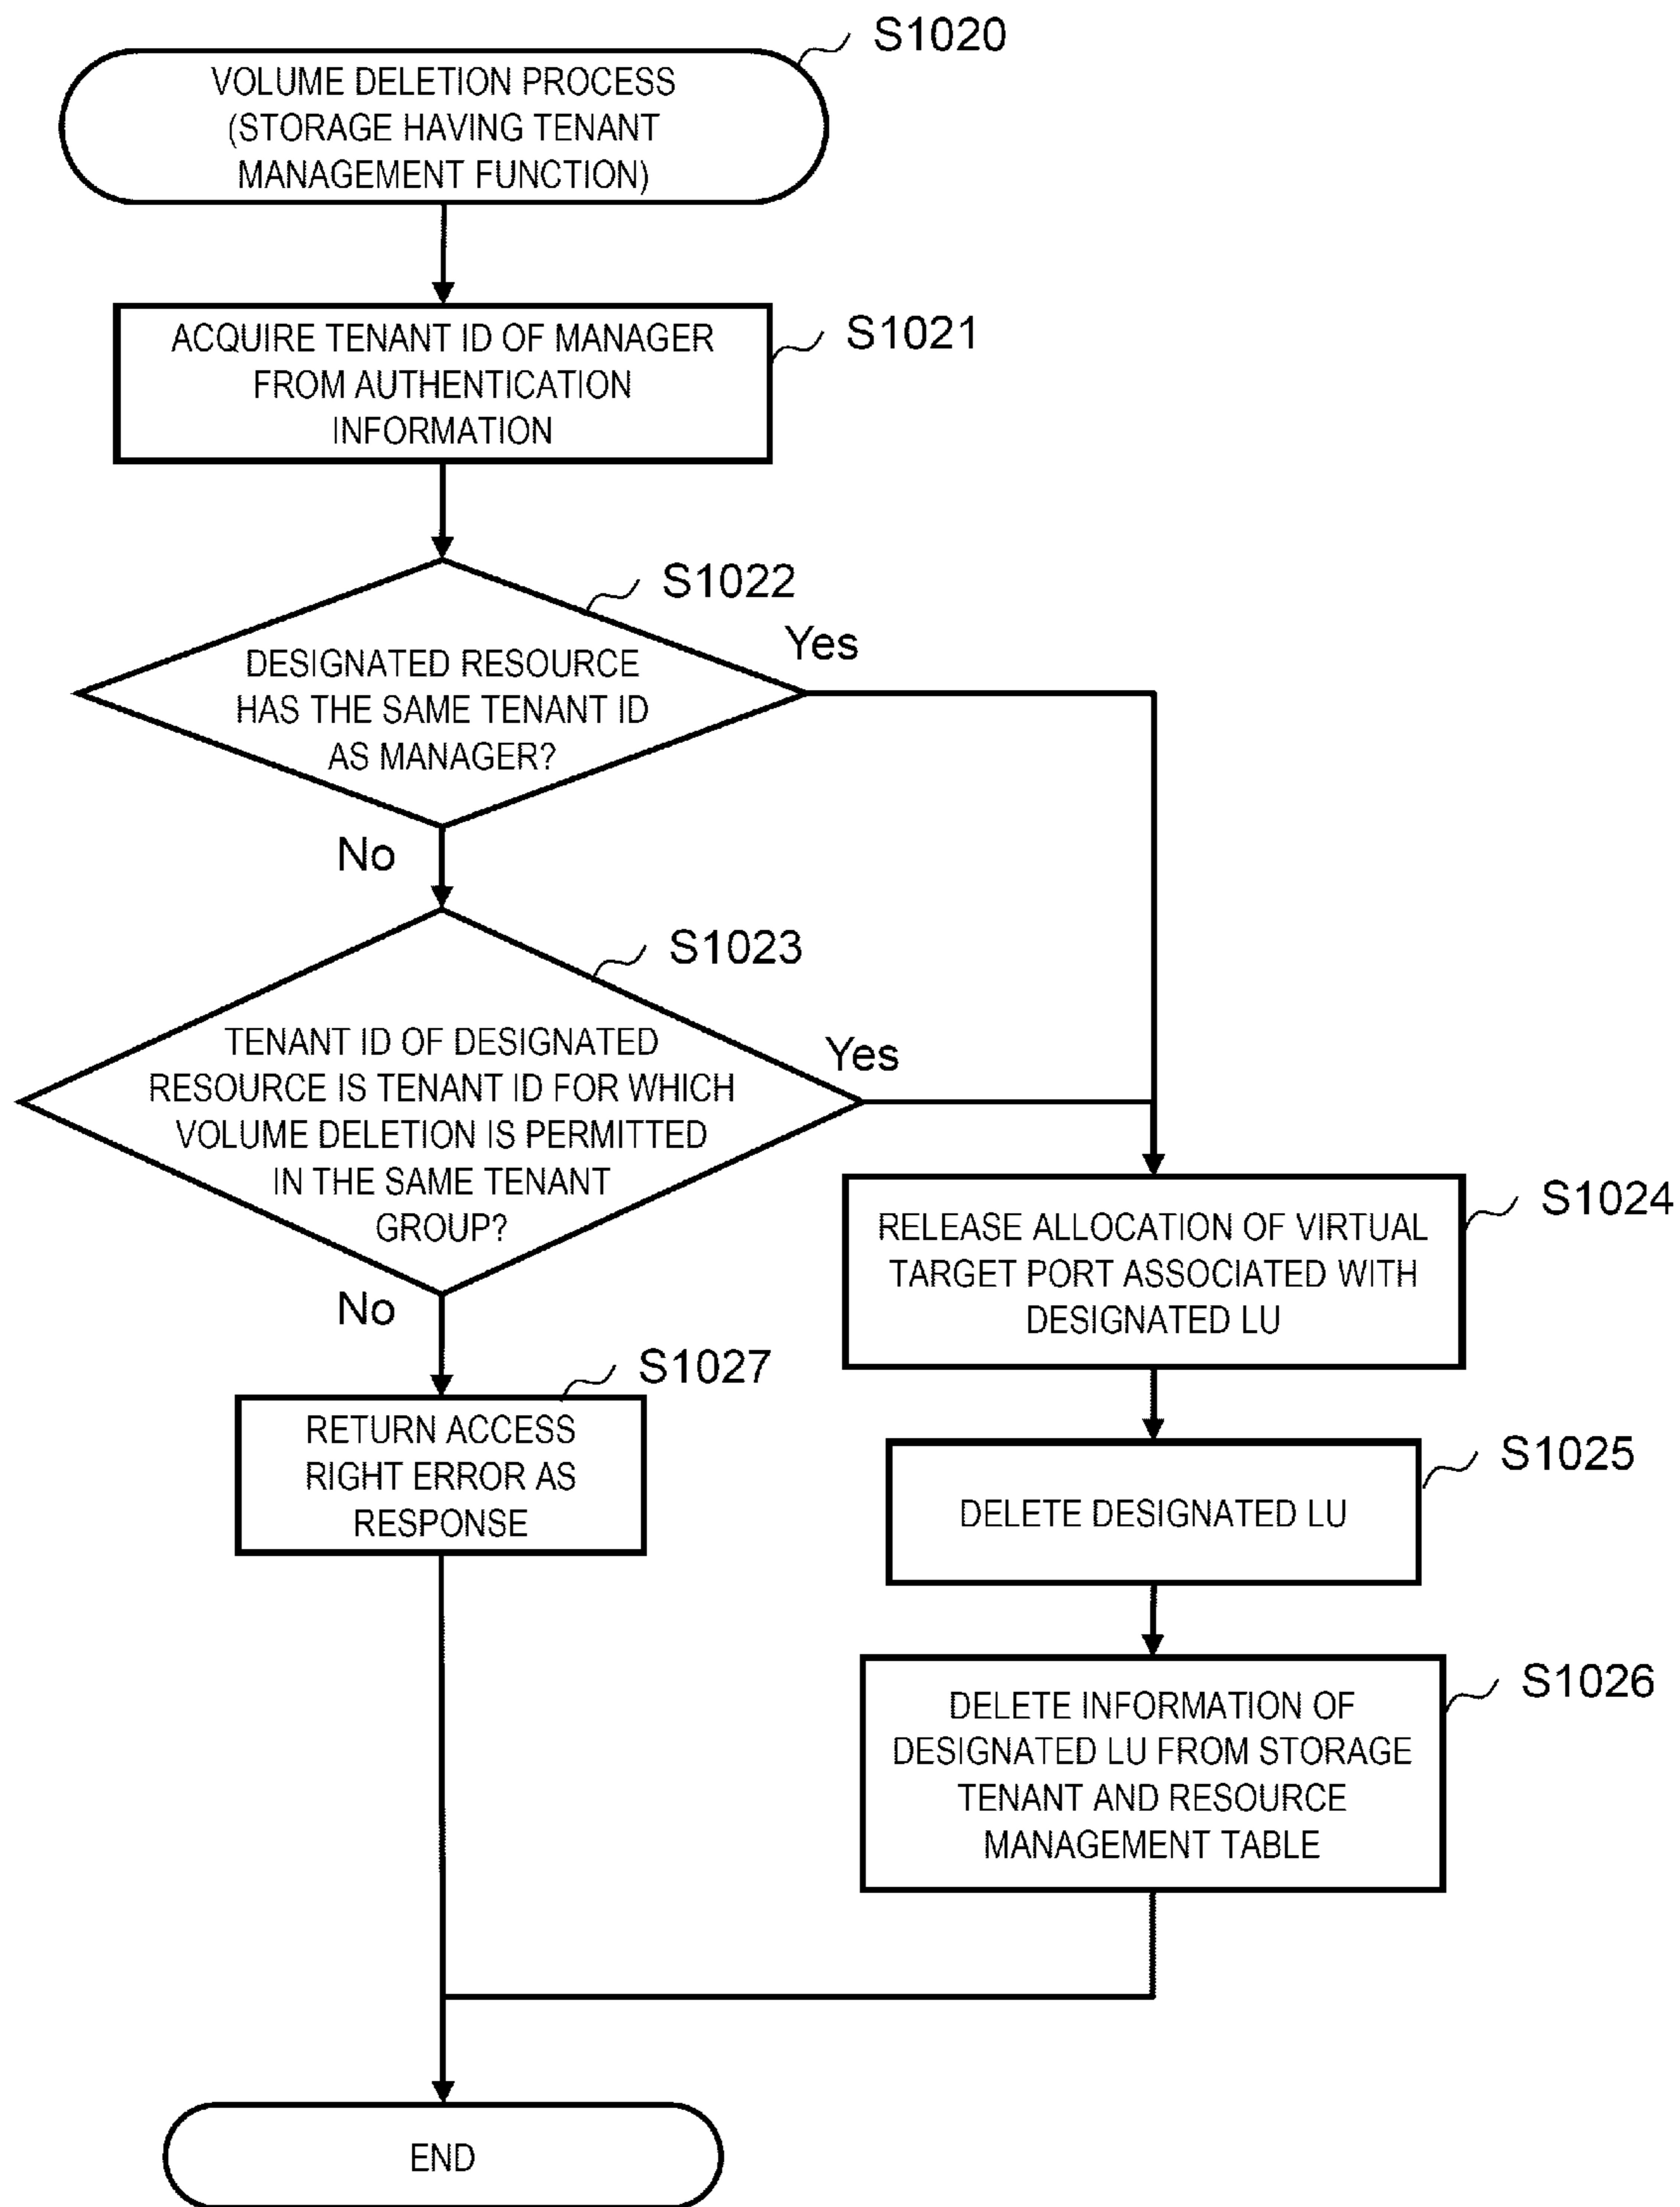 S1020
VOLUME DELETION PROCESS
(STORAGE HAVING TENANT
MANAGEMENT FUNCTION)
S1021
ACQUIRE TENANT ID OF MANAGER
FROM AUTHENTICATION
INFORMATION
S1022
DESIGNATED RESOURCE
HAS THE SAME TENANT ID
AS MANAGER?
Yes
No
S1023
TENANT ID OF DESIGNATED
RESOURCE IS TENANT ID FOR WHICH
VOLUME DELETION IS PERMITTED
IN THE SAME TENANT
GROUP?
Yes
No
S1027
RETURN ACCESS
RIGHT ERROR AS
RESPONSE
S1024
RELEASE ALLOCATION OF VIRTUAL
TARGET PORT ASSOCIATED WITH
DESIGNATED LU
S1025
DELETE DESIGNATED LU
S1026
DELETE INFORMATION OF
DESIGNATED LU FROM STORAGE
TENANT AND RESOURCE
MANAGEMENT TABLE
END